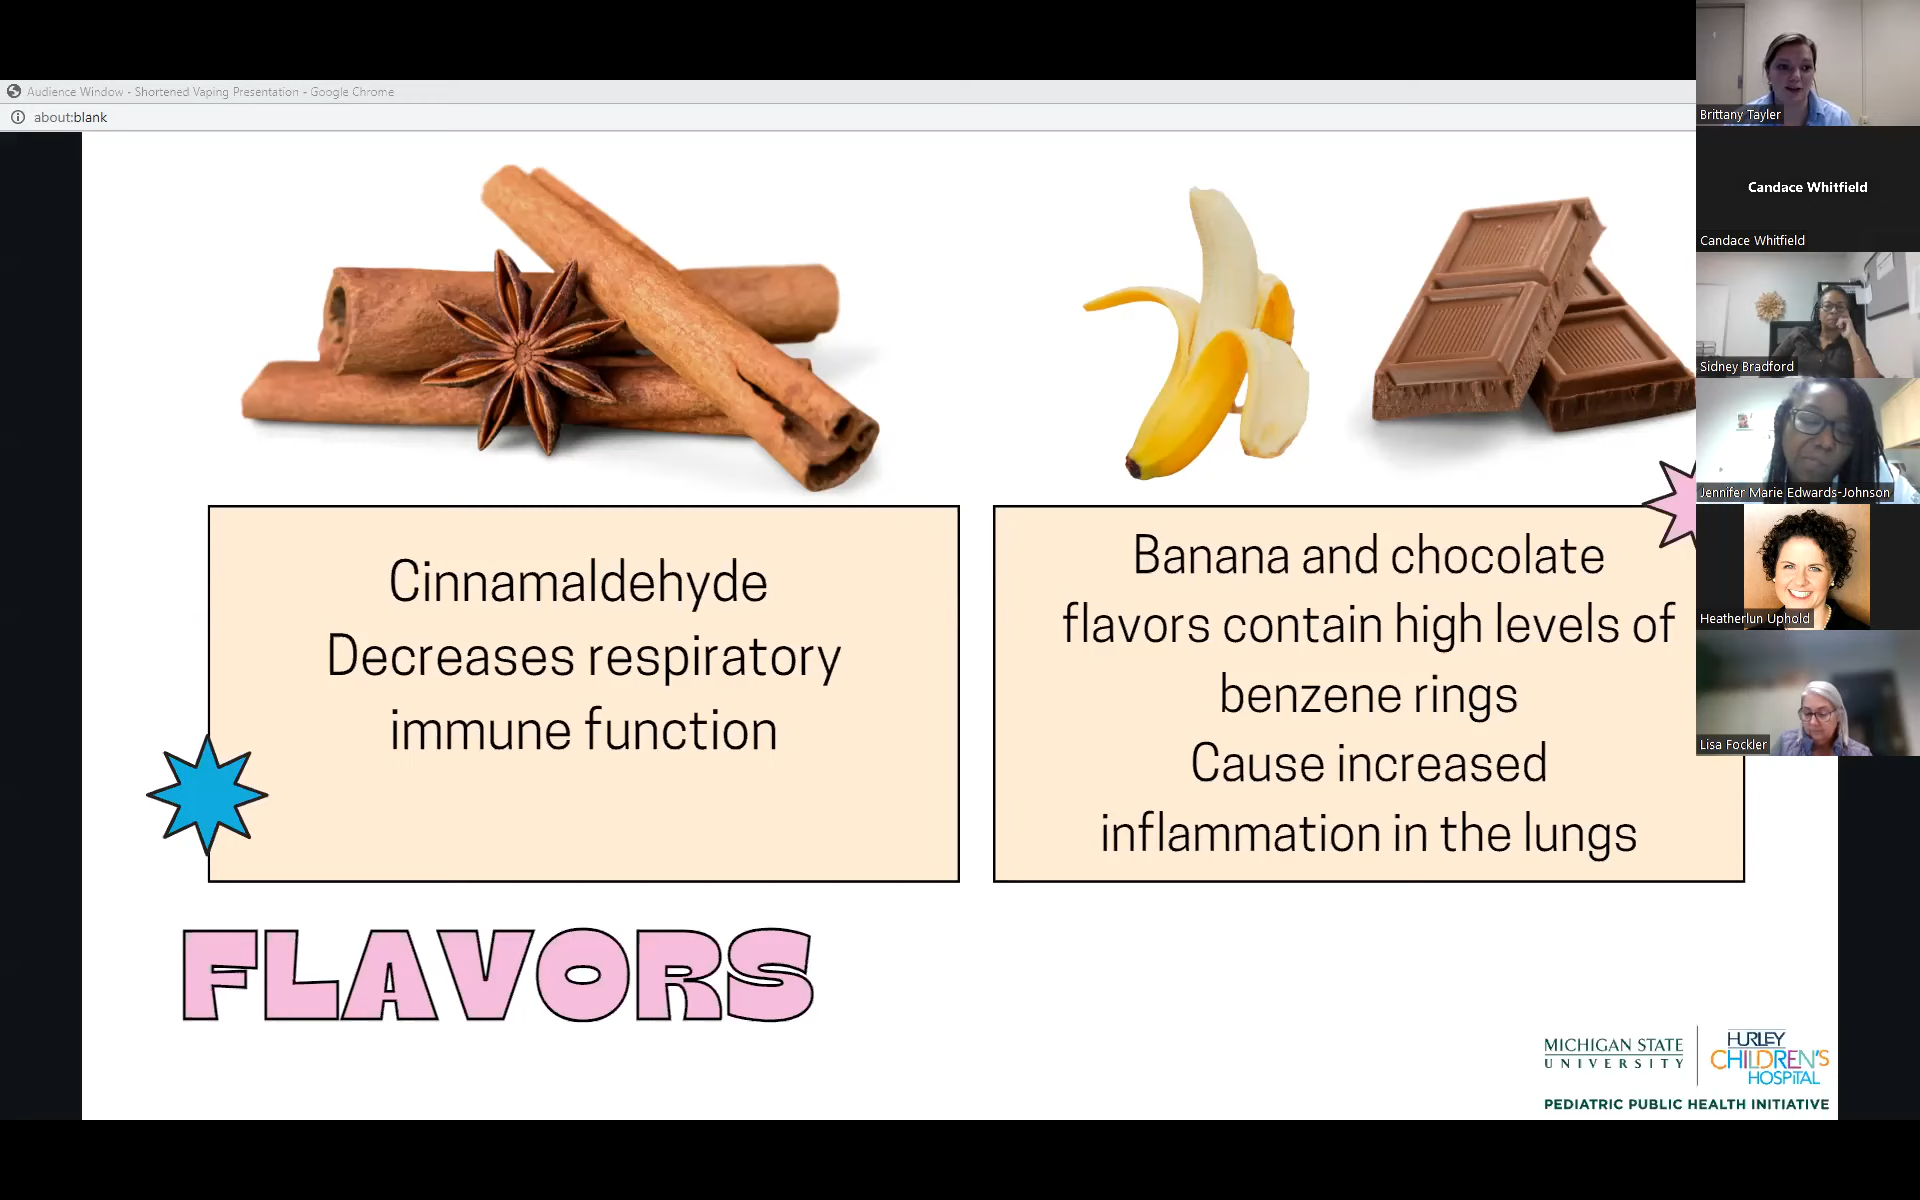 Audience Window - Shortened Vaping Presentation - Google Chrome
about:blank
Cinnamaldehyde
Decreases respiratory
immune function
Banana and chocolate
flavors contain high levels of
benzene rings
Cause increased
inflammation in the lungs
FLAVORS
MICHIGAN STATE
UNIVERSITY
HURLEY
CHILDREN'S
HOSPITAL
PEDIATRIC PUBLIC HEALTH INITIATIVE
Brittany Tayler
Candace Whitfield
Candace Whitfield
Sidney Bradford
Jennifer Marie Edwards-Johnson
Heatherlun Uphold
Lisa Fockler